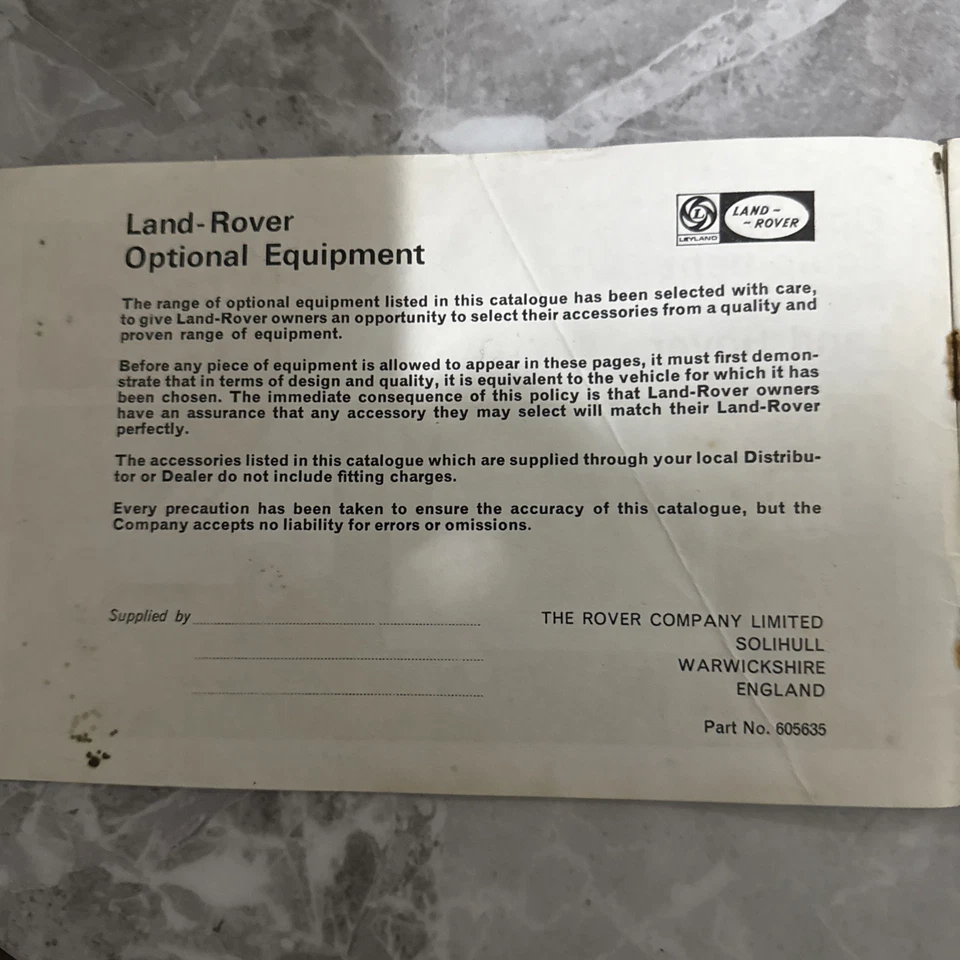 Land-Rover
Optional Equipment
L
LEYLAND
LAND-
-ROVER
The range of optional equipment listed in this catalogue has been selected with care,
to give Land-Rover owners an opportunity to select their accessories from a quality and
proven range of equipment.
Before any piece of equipment is allowed to appear in these pages, it must first demon-
strate that in terms of design and quality, it is equivalent to the vehicle for which it has
been chosen. The immediate consequence of this policy is that Land-Rover owners
have an assurance that any accessory they may select will match their Land-Rover
perfectly.
The accessories listed in this catalogue which are supplied through your local Distribu-
tor or Dealer do not include fitting charges.
Every precaution has been taken to ensure the accuracy of this catalogue, but the
Company accepts no liability for errors or omissions.
Supplied by
THE ROVER COMPANY LIMITED
SOLIHULL
WARWICKSHIRE
ENGLAND
Part No. 605635